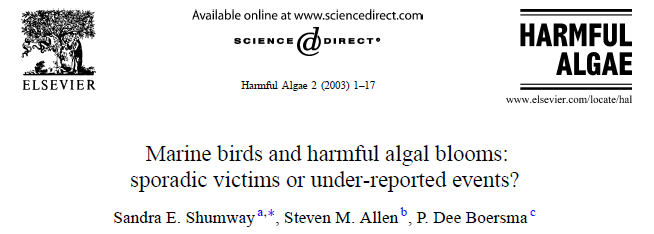 Available online at www.sciencedirect.com
SCIENCE DIRECT®
ELSEVIER
Harmful Algae 2 (2003) 1–17
HARMFUL
ALGAE
www.elsevier.com/locate/hal
Marine birds and harmful algal blooms:
sporadic victims or under-reported events?
Sandra E. Shumway a,*, Steven M. Allen b, P. Dee Boersma c